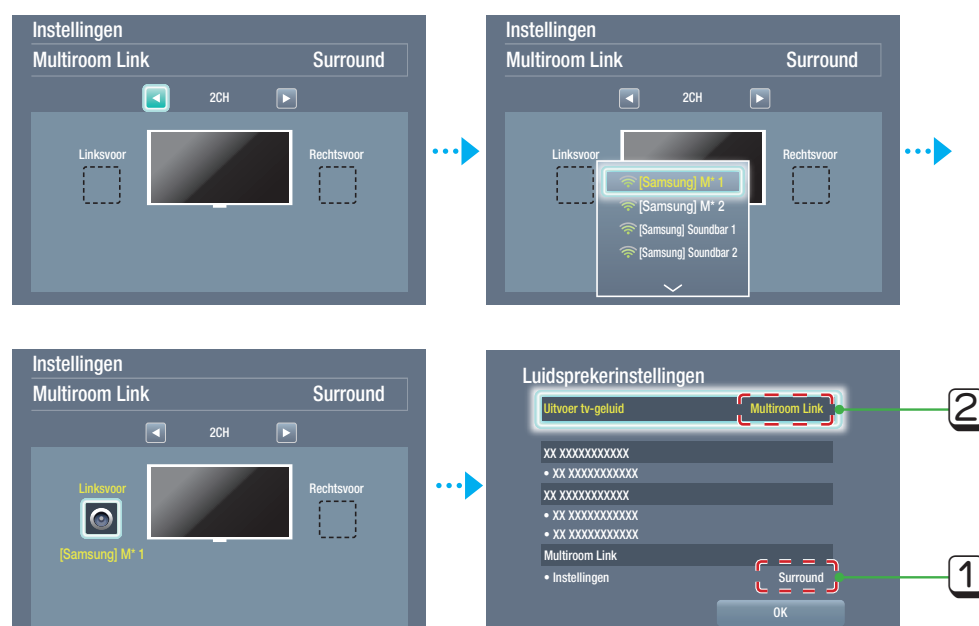 Instellingen
Multiroom Link Surround
2CH
Linksvoor Rechtsvoor
Instellingen
Multiroom Link Surround
2CH
Linksvoor Rechtsvoor
[Samsung] M* 1
[Samsung] M* 2
[Samsung] Soundbar 1
[Samsung] Soundbar 2
Instellingen
Multiroom Link Surround
2CH
Linksvoor Rechtsvoor
[Samsung] M* 1
Luidsprekerinstellingen
Uitvoer tv-geluid Multiroom Link 2
XX XXXXXXXXXXX
• XX XXXXXXXXXXX
XX XXXXXXXXXXX
• XX XXXXXXXXXXX
• XX XXXXXXXXXXX
Multiroom Link
• Instellingen Surround 1
OK